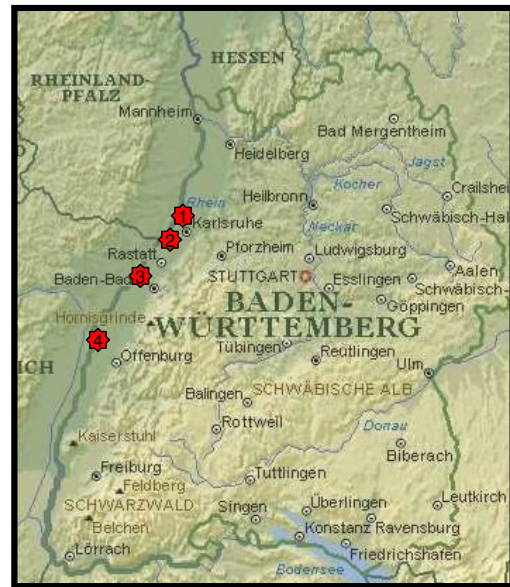 HESSEN
RHEINLAND-
PFALZ
Mannheim
Bad Mergentheim
Heidelberg
Jagst
Kocher
Crailshei
Rhein
Heilbronn
1
Schwäbisch-Hal
Karlsruhe
2
Neckar
Pforzheim
Ludwigsburg
Rastatt
3
STUTTGART
Aalen
Baden-Bad
Esslingen
Schwäbisch-
Göppingen
BADEN-
WÜRTTEMBERG
Hornisgrinde
4
Tübingen
Reutlingen
Offenburg
ICH
Ulm
SCHWÄBISCHE ALB
Balingen
Rottweil
Donau
Kaiserstuhl
Biberach
Freiburg
Tuttlingen
Feldberg
SCHWARZWALD
Singen
Überlingen
Leutkirch
Belchen
Konstanz
Ravensburg
Lörrach
Friedrichshafen
Bodensee